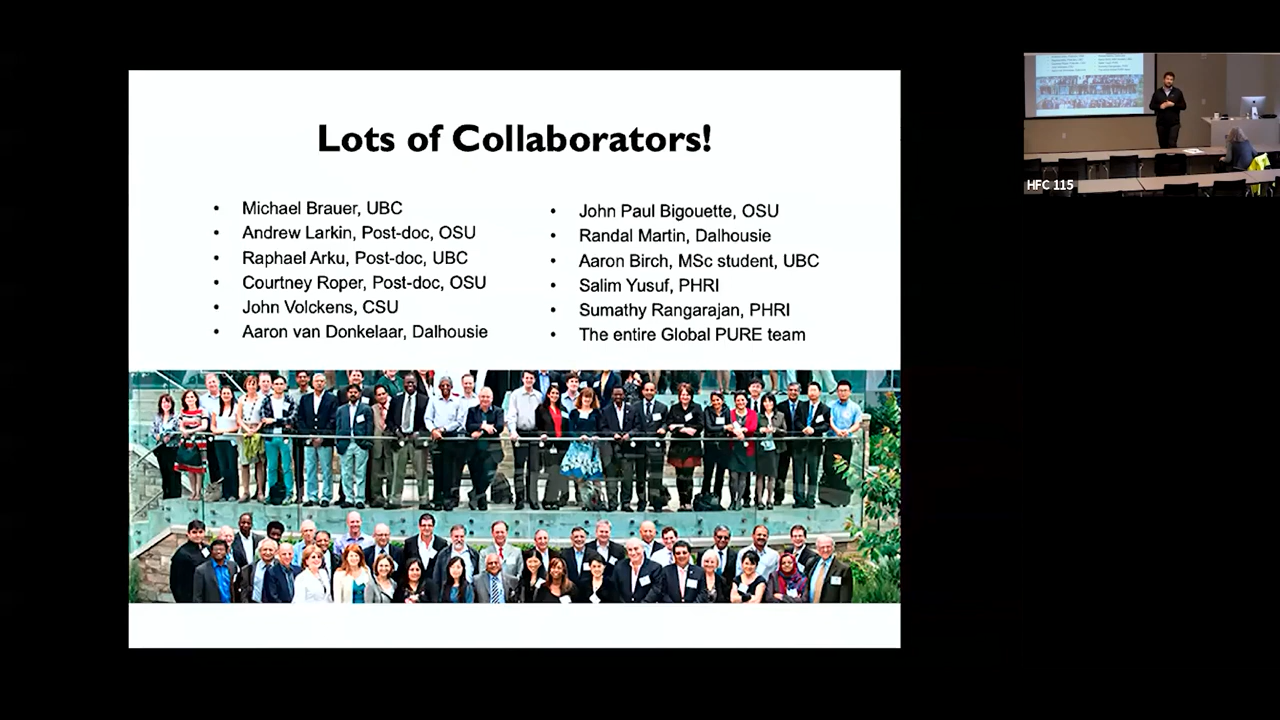 Lots of Collaborators!
• Michael Brauer, UBC
• Andrew Larkin, Post-doc, OSU
• Raphael Arku, Post-doc, UBC
• Courtney Roper, Post-doc, OSU
• John Volckens, CSU
• Aaron van Donkelaar, Dalhousie
• John Paul Bigouette, OSU
• Randal Martin, Dalhousie
• Aaron Birch, MSc student, UBC
• Salim Yusuf, PHRI
• Sumathy Rangarajan, PHRI
• The entire Global PURE team
HFC 115